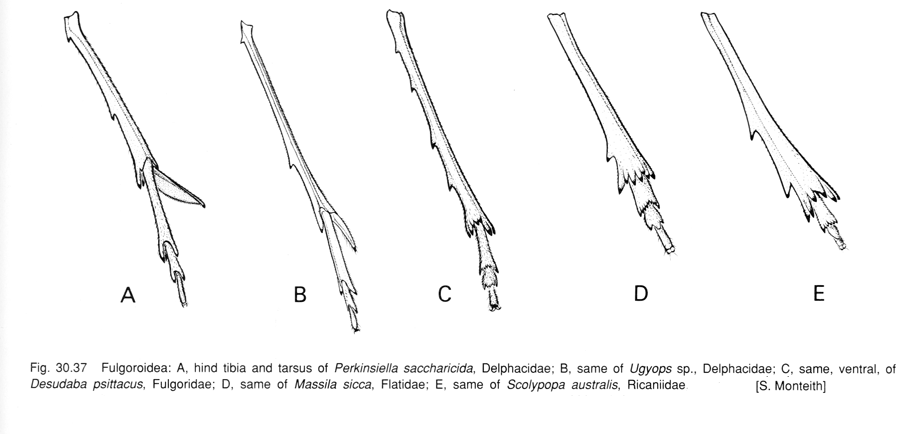 A B C D E
Fig. 30.37 Fulgoroidea: A, hind tibia and tarsus of Perkinsiella saccharicida, Delphacidae; B, same of Ugyops sp., Delphacidae; C, same, ventral, of
Desudaba psittacus, Fulgoridae; D, same of Massila sicca, Flatidae; E, same of Scolypopa australis, Ricaniidae. [S. Monteith]